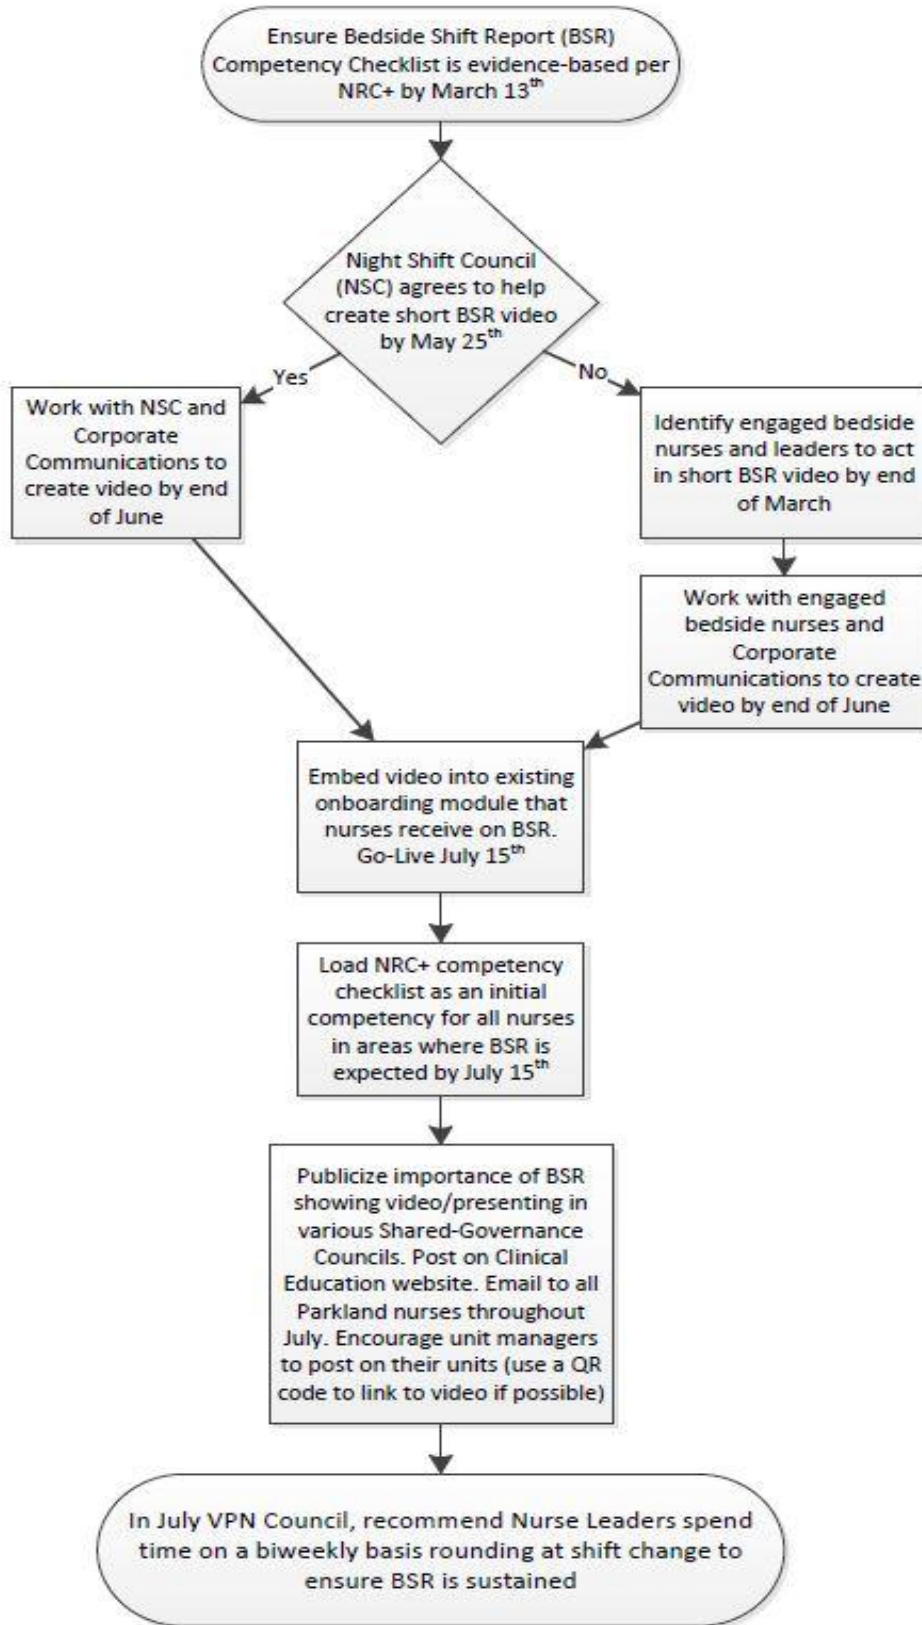 Ensure Bedside Shift Report (BSR)
Competency Checklist is evidence-based per
NRC+ by March 13th
Night Shift Council
(NSC) agrees to help
create short BSR video
by May 25th
Yes
No
Work with NSC and
Corporate
Communications to
create video by end
of June
Identify engaged bedside
nurses and leaders to act
in short BSR video by end
of March
Work with engaged
bedside nurses and
Corporate
Communications to create
video by end of June
Embed video into existing
onboarding module that
nurses receive on BSR.
Go-Live July 15th
Load NRC+ competency
checklist as an initial
competency for all nurses
in areas where BSR is
expected by July 15th
Publicize importance of BSR
showing video/presenting in
various Shared-Governance
Councils. Post on Clinical
Education website. Email to all
Parkland nurses throughout
July. Encourage unit managers
to post on their units (use a QR
code to link to video if possible)
In July VPN Council, recommend Nurse Leaders spend
time on a biweekly basis rounding at shift change to
ensure BSR is sustained